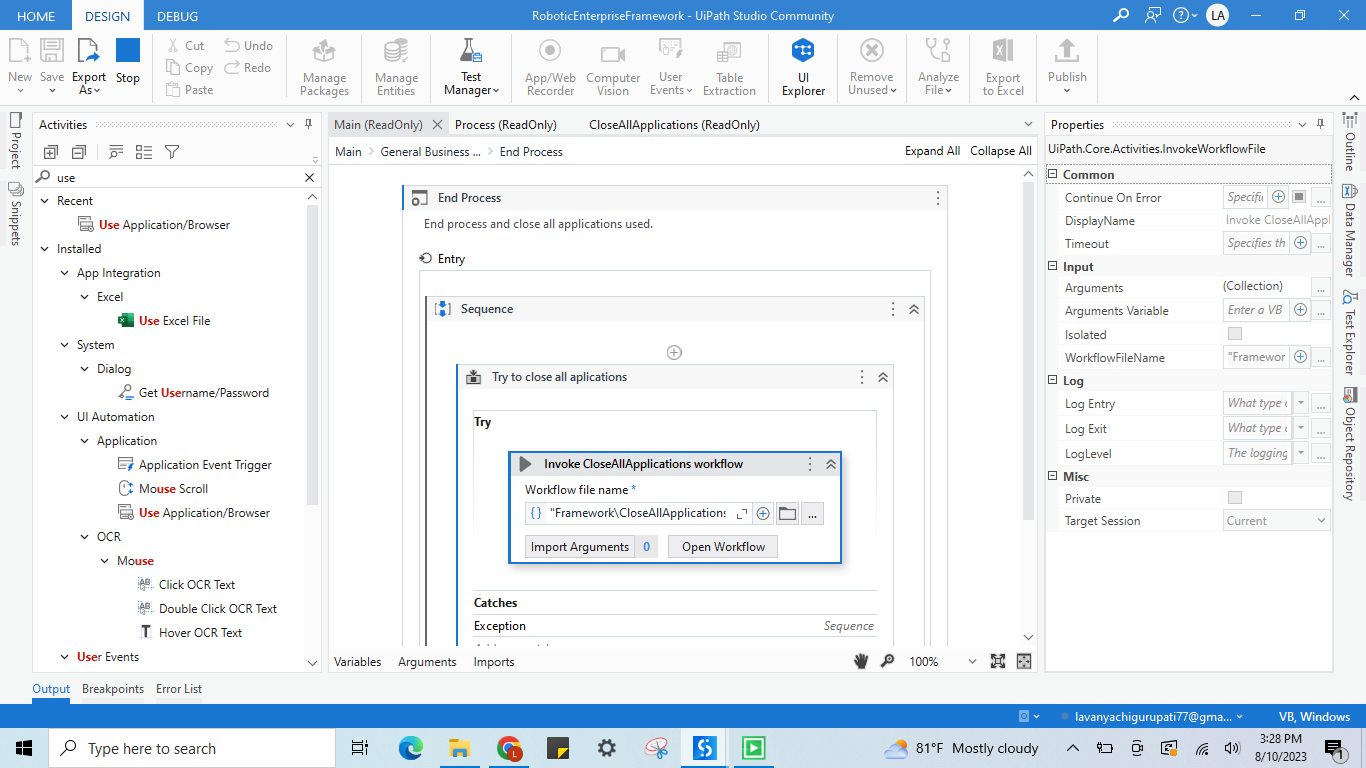 HOME DESIGN DEBUG RoboticEnterpriseFramework - UiPath Studio Community LA
New Save Export As Stop
Cut Copy Paste Undo Redo
Manage Packages
Manage Entities
Test Manager
App/Web Recorder
Computer Vision
User Events
Table Extraction
UI Explorer
Remove Unused
Analyze File
Export to Excel
Publish
Project
Snippets
Activities
use
Recent
Use Application/Browser
Installed
App Integration
Excel
Use Excel File
System
Dialog
Get Username/Password
UI Automation
Application
Application Event Trigger
Mouse Scroll
Use Application/Browser
OCR
Mouse
Click OCR Text
Double Click OCR Text
Hover OCR Text
User Events
Main (ReadOnly) Process (ReadOnly) CloseAllApplications (ReadOnly)
Main > General Business ... > End Process Expand All Collapse All
End Process
End process and close all applications used.
Entry
Sequence
Try to close all aplications
Try
Invoke CloseAllApplications workflow
Workflow file name *
"Framework\CloseAllApplications ...
Import Arguments 0 Open Workflow
Catches
Exception Sequence
Variables Arguments Imports 100%
Properties
UiPath.Core.Activities.InvokeWorkflowFile
Common
Continue On Error Specifi ...
DisplayName Invoke CloseAllAppl
Timeout Specifies th ...
Input
Arguments (Collection) ...
Arguments Variable Enter a VB ...
Isolated
WorkflowFileName "Framewor ...
Log
Log Entry What type ...
Log Exit What type ...
LogLevel The logging ...
Misc
Private
Target Session Current
Outline
Data Manager
Test Explorer
Object Repository
Output Breakpoints Error List
lavanyachigurupati77@gma... VB, Windows
Type here to search
81°F Mostly cloudy
3:28 PM
8/10/2023
1